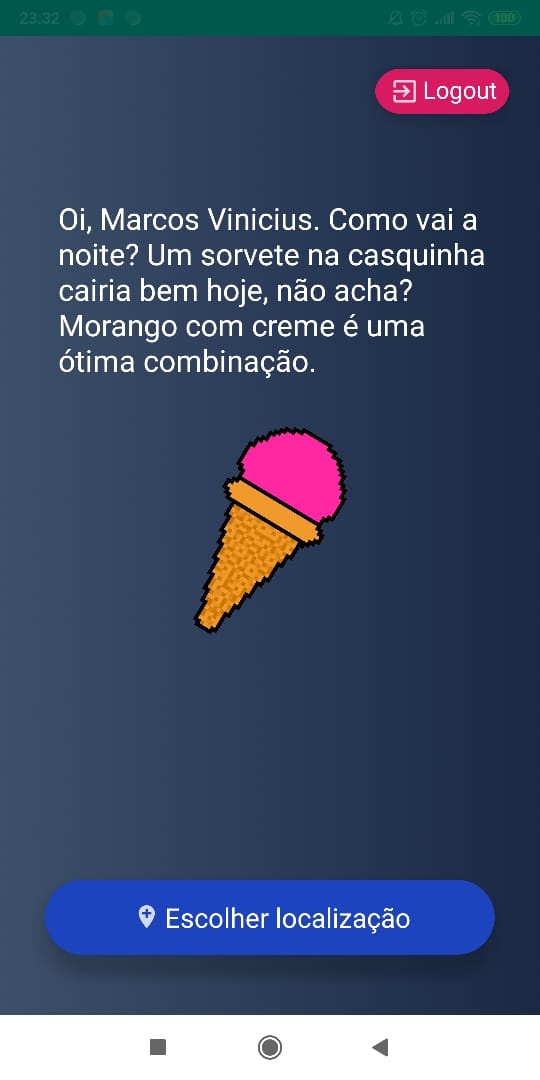 23:32
100
Logout
Oi, Marcos Vinicius. Como vai a
noite? Um sorvete na casquinha
cairia bem hoje, não acha?
Morango com creme é uma
ótima combinação.
Escolher localização